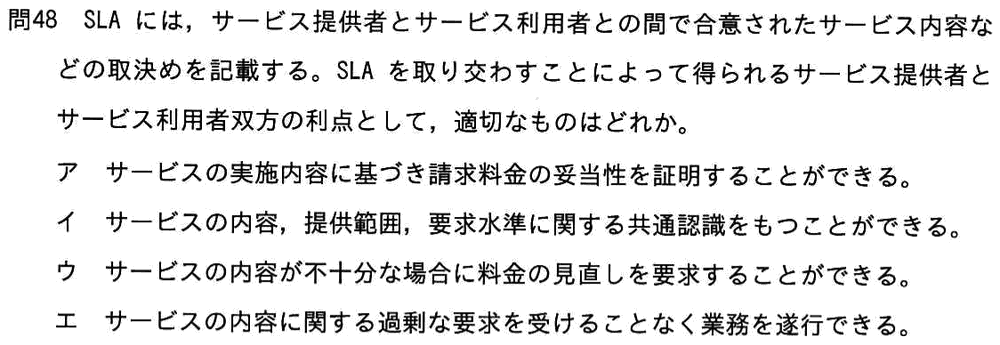 問48 SLA には，サービス提供者とサービス利用者との間で合意されたサービス内容な
どの取決めを記載する。SLA を取り交わすことによって得られるサービス提供者と
サービス利用者双方の利点として，適切なものはどれか。
ア サービスの実施内容に基づき請求料金の妥当性を証明することができる。
イ サービスの内容，提供範囲，要求水準に関する共通認識をもつことができる。
ウ サービスの内容が不十分な場合に料金の見直しを要求することができる。
エ サービスの内容に関する過剰な要求を受けることなく業務を遂行できる。